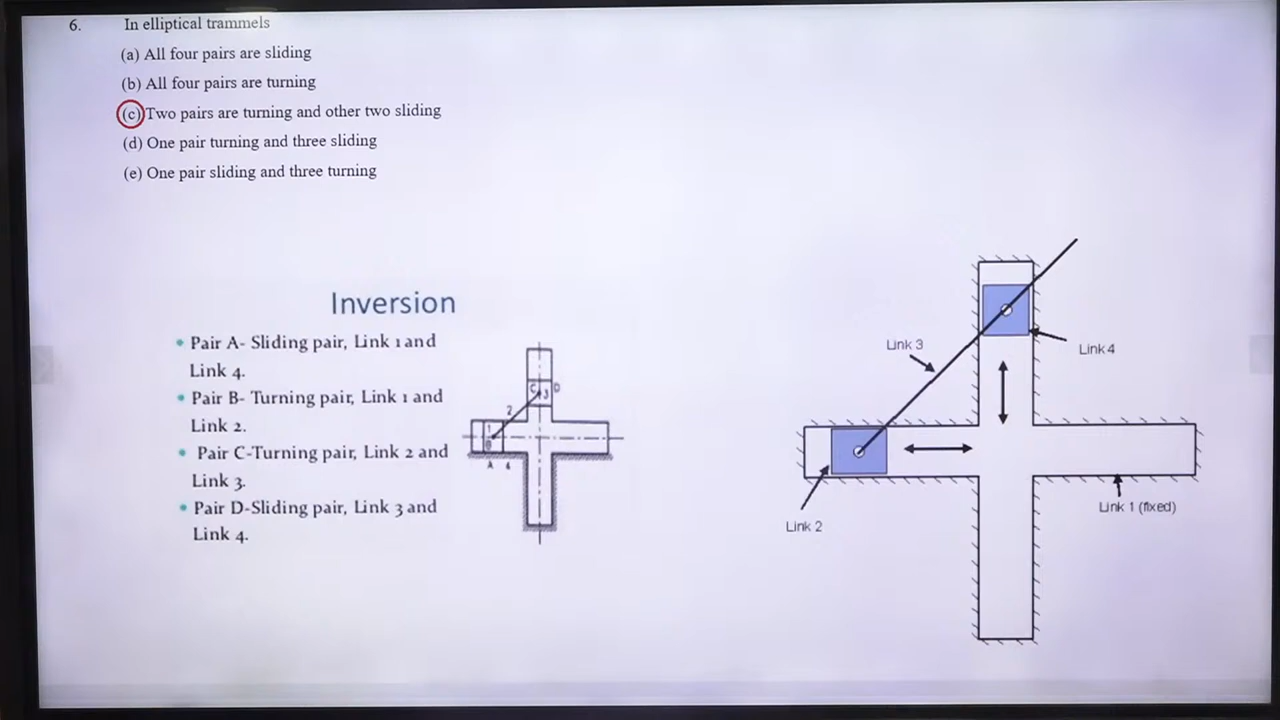 6. In elliptical trammels
(a) All four pairs are sliding
(b) All four pairs are turning
(c) Two pairs are turning and other two sliding
(d) One pair turning and three sliding
(e) One pair sliding and three turning
Inversion
• Pair A- Sliding pair, Link 1 and
Link 4.
• Pair B- Turning pair, Link 1 and
Link 2.
• Pair C-Turning pair, Link 2 and
Link 3.
• Pair D-Sliding pair, Link 3 and
Link 4.
C 3 D
2
1
B
A 4
Link 3
Link 4
Link 2
Link 1 (fixed)